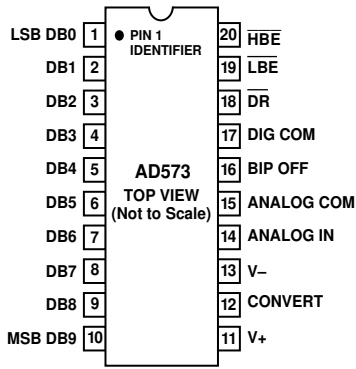 LSB DB0 1 PIN 1 IDENTIFIER 20 HBE
DB1 2 19 LBE
DB2 3 18 DR
DB3 4 17 DIG COM
DB4 5 AD573 16 BIP OFF
DB5 6 TOP VIEW 15 ANALOG COM
(Not to Scale)
DB6 7 14 ANALOG IN
DB7 8 13 V–
DB8 9 12 CONVERT
MSB DB9 10 11 V+